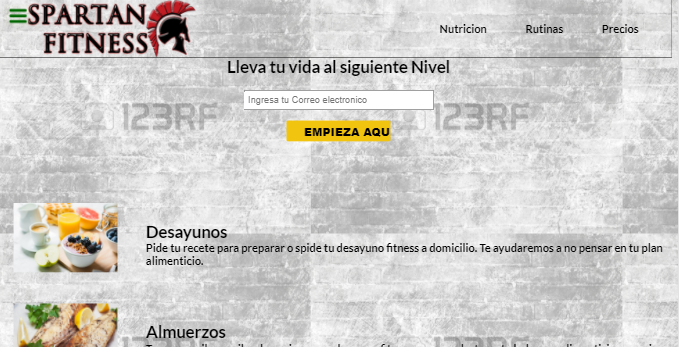 SPARTAN
FITNESS
Nutricion Rutinas Precios
Lleva tu vida al siguiente Nivel
Ingresa tu Correo electronico
123RF 123RF
EMPIEZA AQU
Desayunos
Pide tu recete para preparar o spide tu desayuno fitness a domicilio. Te ayudaremos a no pensar en tu plan
alimenticio.
Almuerzos